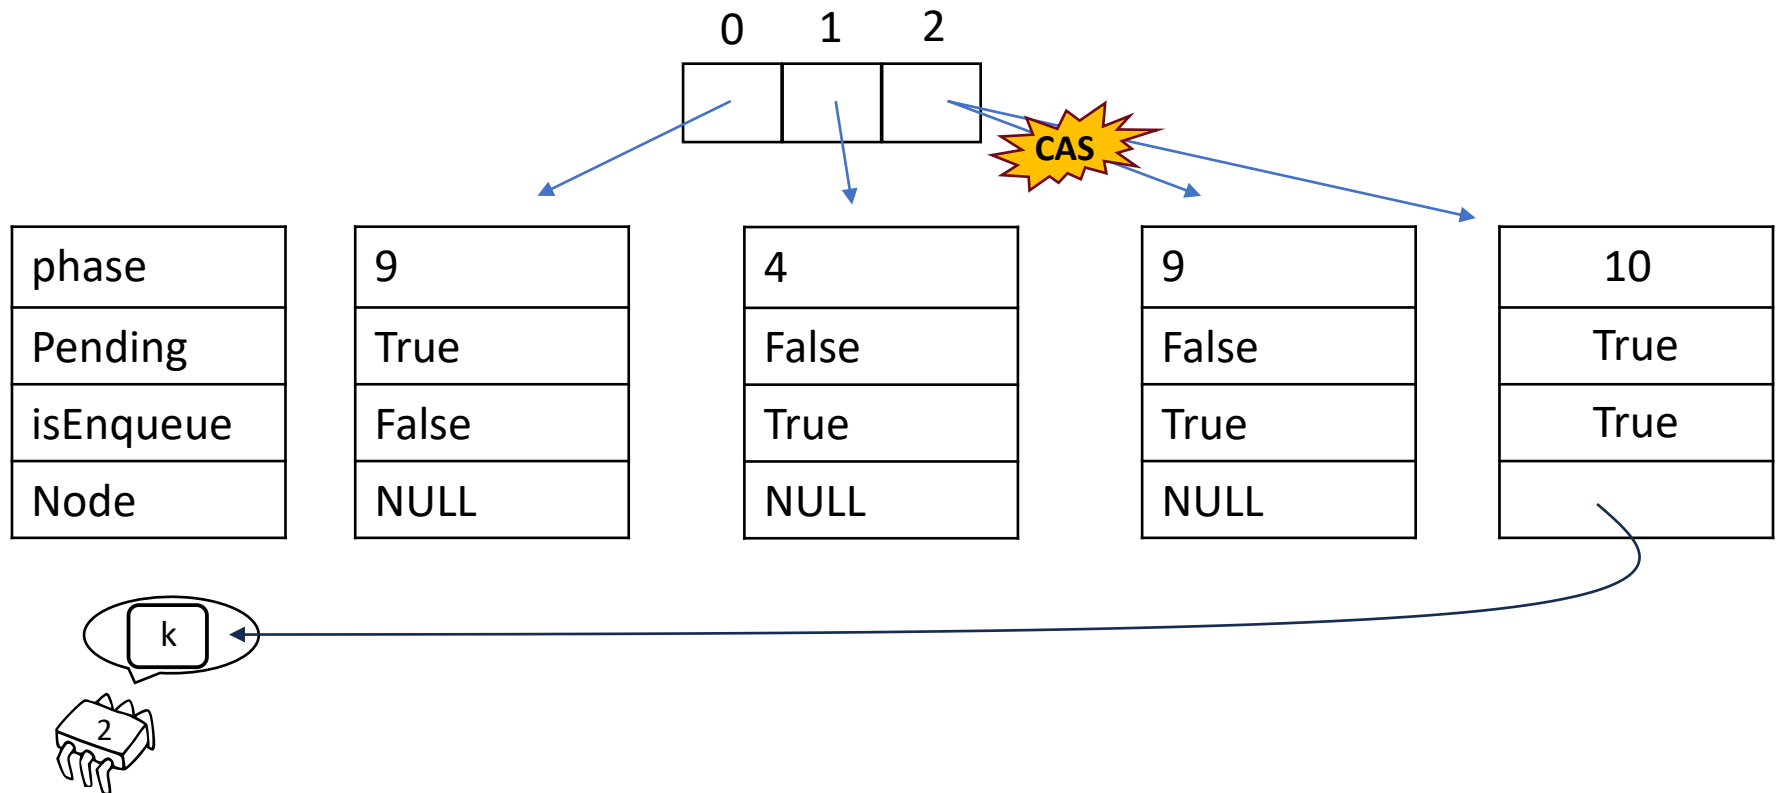 0 1 2
CAS
phase 9 4 9 10
Pending True False False True
isEnqueue False True True True
Node NULL NULL NULL
k
2